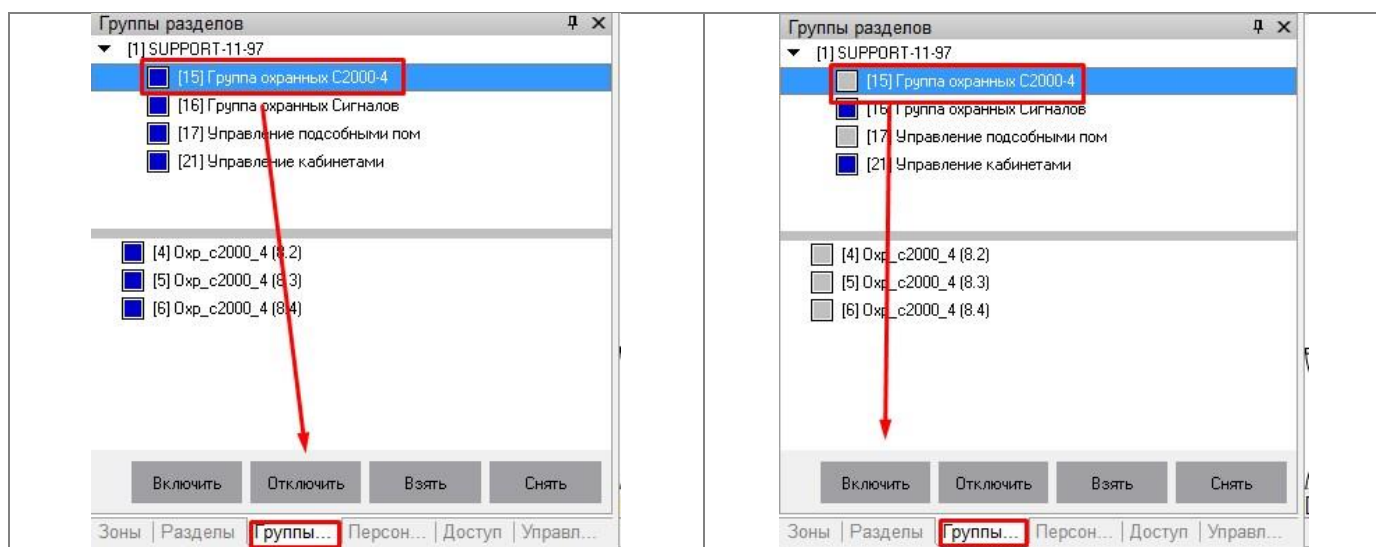 Группы разделов
[1] SUPPORT-11-97
[15] Группа охранных С2000-4
[16] Группа охранных Сигналов
[17] Управление подсобными пом
[21] Управление кабинетами
[4] Охр_с2000_4 (8.2)
[5] Охр_с2000_4 (8.3)
[6] Охр_с2000_4 (8.4)
Включить Отключить Взять Снять
Зоны | Разделы | Группы... | Персон... | Доступ | Управл...
Группы разделов
[1] SUPPORT-11-97
[15] Группа охранных С2000-4
[16] Группа охранных Сигналов
[17] Управление подсобными пом
[21] Управление кабинетами
[4] Охр_с2000_4 (8.2)
[5] Охр_с2000_4 (8.3)
[6] Охр_с2000_4 (8.4)
Включить Отключить Взять Снять
Зоны | Разделы | Группы... | Персон... | Доступ | Управл...